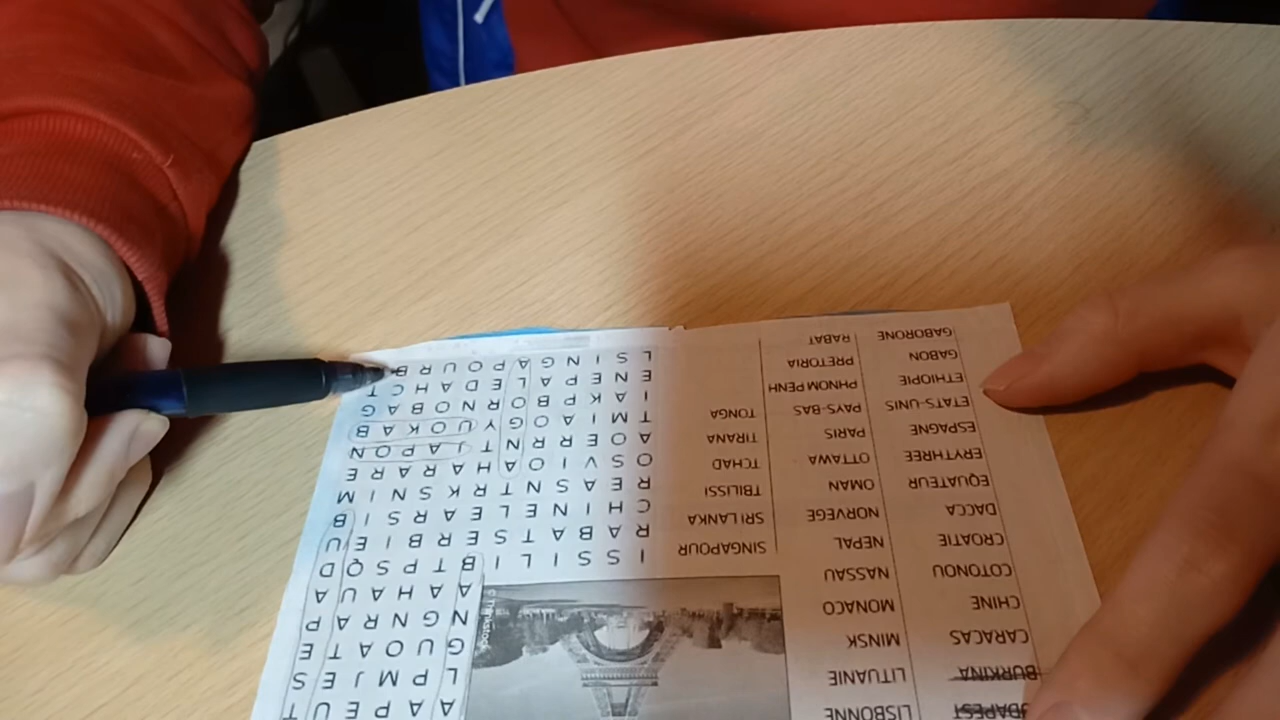 BURKINA
CARACAS
CHINE
COTONOU
CROATIE
DACCA
EQUATEUR
ERYTHREE
ESPAGNE
ETATS-UNIS
ETHIOPIE
GABON
GABORONE
LISBONNE
LITUANIE
MINSK
MONACO
NASSAU
NEPAL
NORVEGE
OMAN
OTTAWA
PARIS
PAYS-BAS
PHNOM PENH
PRETORIA
RABAT
SINGAPOUR
SRI LANKA
TBILISSI
TCHAD
TIRANA
TONGA
A A P E U T
L P M J E S
G U O A T E
N G N R A P
A A H A U A
I S S I L I B T P S Q D
R A B A T S E R B I E U
C H I N E L E A R S I B
R E A S N T R K S N I M
O S V I O A H A R A R E
A O E R R N T J A P O N
T M I A O G Y U O K A B
I A K P B O R N O B A G
E N E P A L E D A H C T
L S I N G A P O U R B